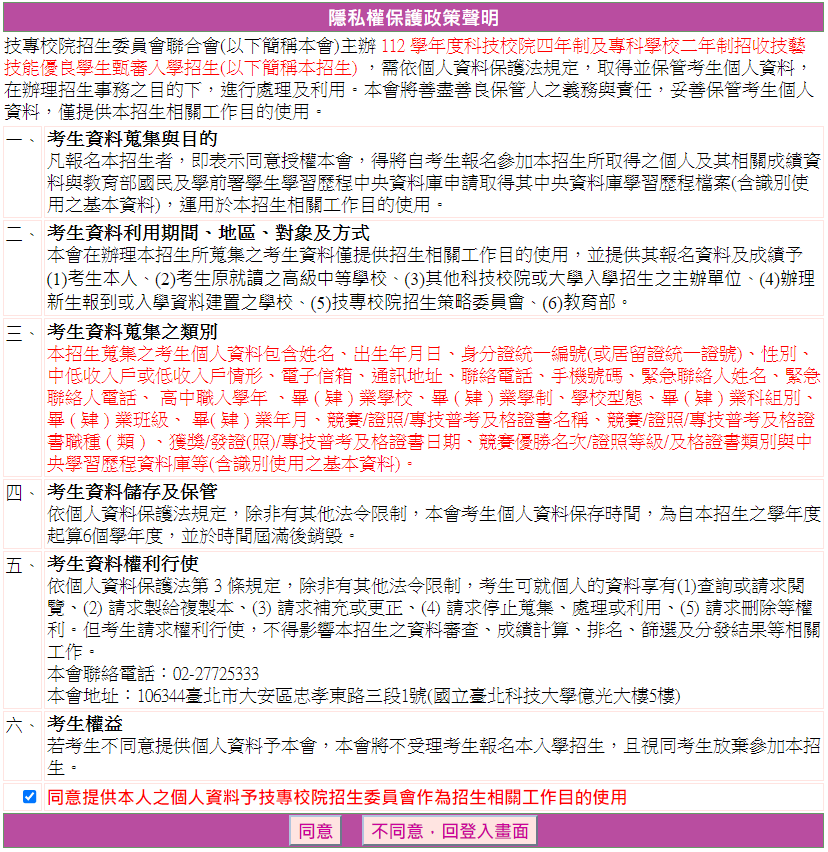 隱私權保護政策聲明
技專校院招生委員會聯合會(以下簡稱本會)主辦 112 學年度科技校院四年制及專科學校二年制招收技藝
技能優良學生甄審入學招生(以下簡稱本招生) ，需依個人資料保護法規定，取得並保管考生個人資料，
在辦理招生事務之目的下，進行處理及利用。本會將善盡善良保管人之義務與責任，妥善保管考生個人
資料，僅提供本招生相關工作目的使用。
一、 考生資料蒐集與目的
凡報名本招生者，即表示同意授權本會，得將自考生報名參加本招生所取得之個人及其相關成績資
料與教育部國民及學前署學生學習歷程中央資料庫申請取得其中央資料庫學習歷程檔案(含識別使
用之基本資料)，運用於本招生相關工作目的使用。
二、 考生資料利用期間、地區、對象及方式
本會在辦理本招生所蒐集之考生資料僅提供招生相關工作目的使用，並提供其報名資料及成績予
(1)考生本人、(2)考生原就讀之高級中等學校、(3)其他科技校院或大學入學招生之主辦單位、(4)辦理
新生報到或入學資料建置之學校、(5)技專校院招生策略委員會、(6)教育部。
三、 考生資料蒐集之類別
本招生蒐集之考生個人資料包含姓名、出生年月日、身分證統一編號(或居留證統一證號)、性別、
中低收入戶或低收入戶情形、電子信箱、通訊地址、聯絡電話、手機號碼、緊急聯絡人姓名、緊急
聯絡人電話、 高中職入學年 、畢（肄）業學校、畢（肄）業學制、學校型態、畢（肄）業科組別、
畢（肄）業班級、 畢(肄）業年月、競賽/證照/專技普考及格證書名稱、競賽/證照/專技普考及格證
書職種（類）、獲獎/發證(照)/專技普考及格證書日期、競賽優勝名次/證照等級/及格證書類別與中
央學習歷程資料庫等(含識別使用之基本資料)。
四、 考生資料儲存及保管
依個人資料保護法規定，除非有其他法令限制，本會考生個人資料保存時間，為自本招生之學年度
起算6個學年度，並於時間屆滿後銷毀。
五、 考生資料權利行使
依個人資料保護法第 3 條規定，除非有其他法令限制，考生可就個人的資料享有(1)查詢或請求閱
覽、(2) 請求製給複製本、(3) 請求補充或更正、(4) 請求停止蒐集、處理或利用、(5) 請求刪除等權
利。但考生請求權利行使，不得影響本招生之資料審查、成績計算、排名、篩選及分發結果等相關
工作。
本會聯絡電話：02-27725333
本會地址：106344臺北市大安區忠孝東路三段1號(國立臺北科技大學億光大樓5樓)
六、 考生權益
若考生不同意提供個人資料予本會，本會將不受理考生報名本入學招生，且視同考生放棄參加本招
生。
同意提供本人之個人資料予技專校院招生委員會作為招生相關工作目的使用
同意 不同意，回登入畫面